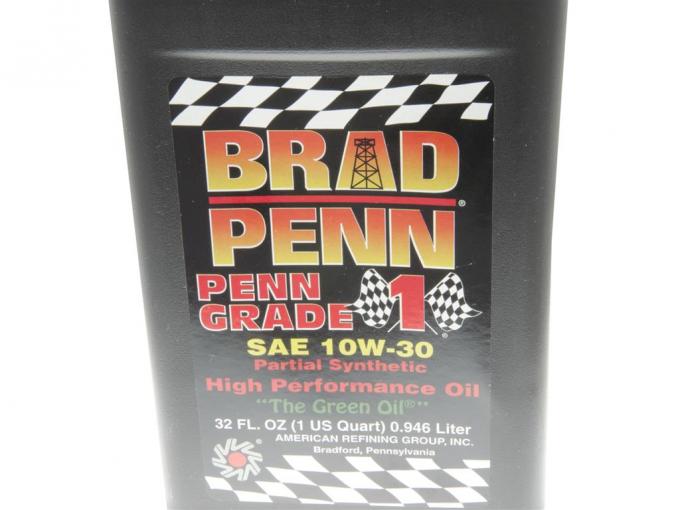 BRAD
®
PENN
PENN
GRADE 1®
SAE 10W-30
Partial Synthetic
High Performance Oil
"The Green Oil®"
32 FL. OZ (1 US Quart) 0.946 Liter
AMERICAN REFINING GROUP, INC.
Bradford, Pennsylvania